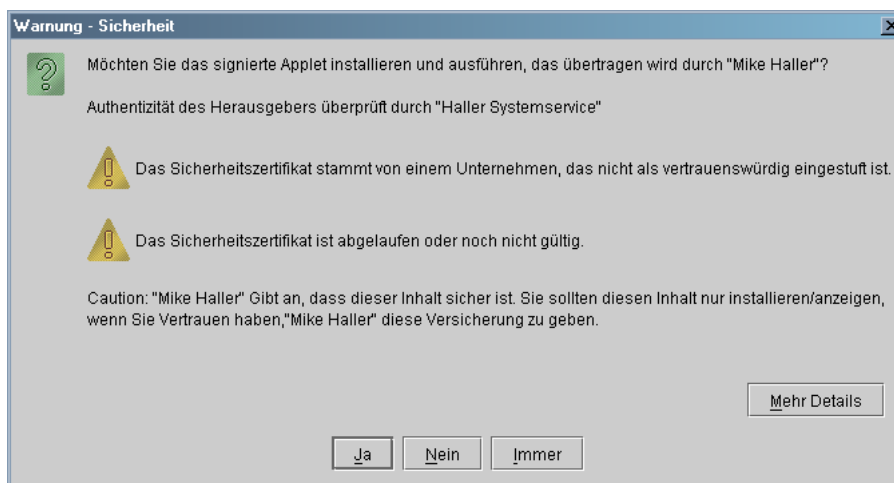 Warnung - Sicherheit
Möchten Sie das signierte Applet installieren und ausführen, das übertragen wird durch "Mike Haller"?
Authentizität des Herausgebers überprüft durch "Haller Systemservice"
Das Sicherheitszertifikat stammt von einem Unternehmen, das nicht als vertrauenswürdig eingestuft ist.
Das Sicherheitszertifikat ist abgelaufen oder noch nicht gültig.
Caution: "Mike Haller" Gibt an, dass dieser Inhalt sicher ist. Sie sollten diesen Inhalt nur installieren/anzeigen,
wenn Sie Vertrauen haben,"Mike Haller" diese Versicherung zu geben.
Mehr Details
Ja Nein Immer